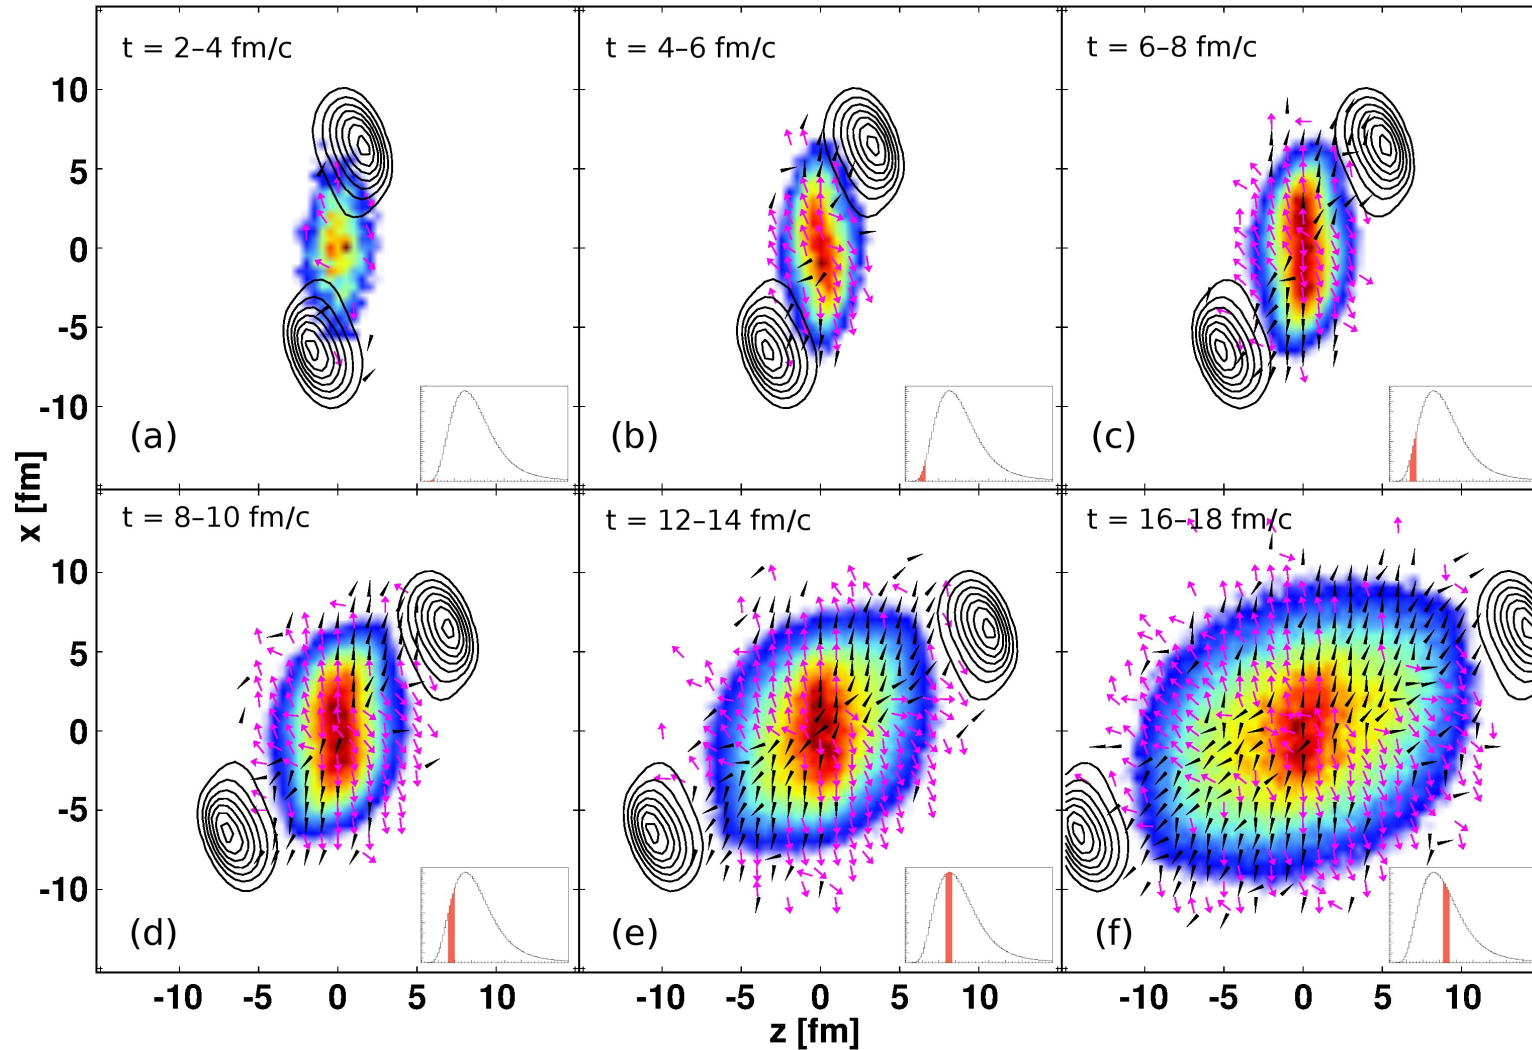 t = 2–4 fm/c
t = 4–6 fm/c
t = 6–8 fm/c
10
5
0
-5
-10
(a)
(b)
(c)
x [fm]
t = 8–10 fm/c
t = 12–14 fm/c
t = 16–18 fm/c
10
5
0
-5
-10
(d)
(e)
(f)
-10 -5 0 5 10 -10 -5 0 5 10 -10 -5 0 5 10
z [fm]